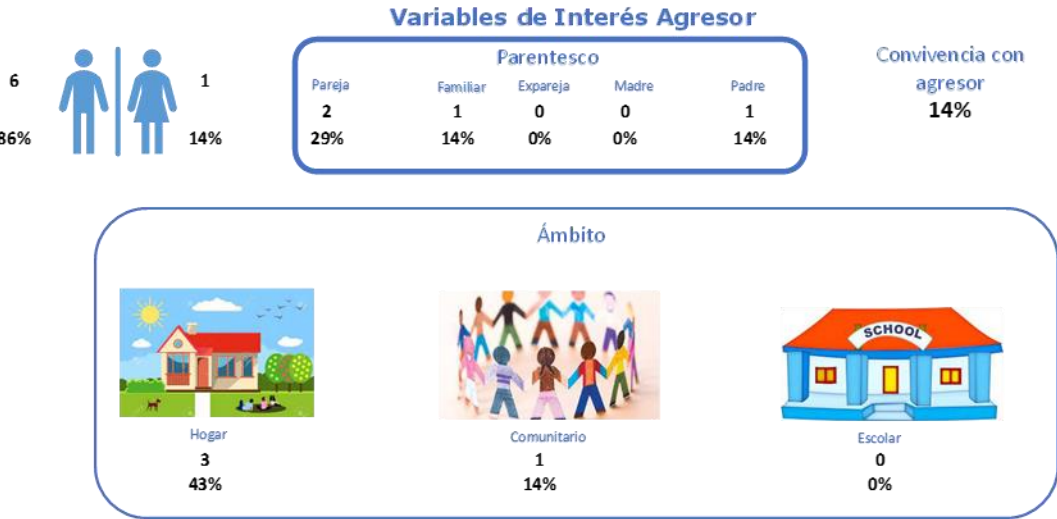 Variables de Interés Agresor
6
1
86%
14%
Parentesco
Pareja Familiar Expareja Madre Padre
2 1 0 0 1
29% 14% 0% 0% 14%
Convivencia con
agresor
14%
Ámbito
SCHOOL
Hogar Comunitario Escolar
3 1 0
43% 14% 0%